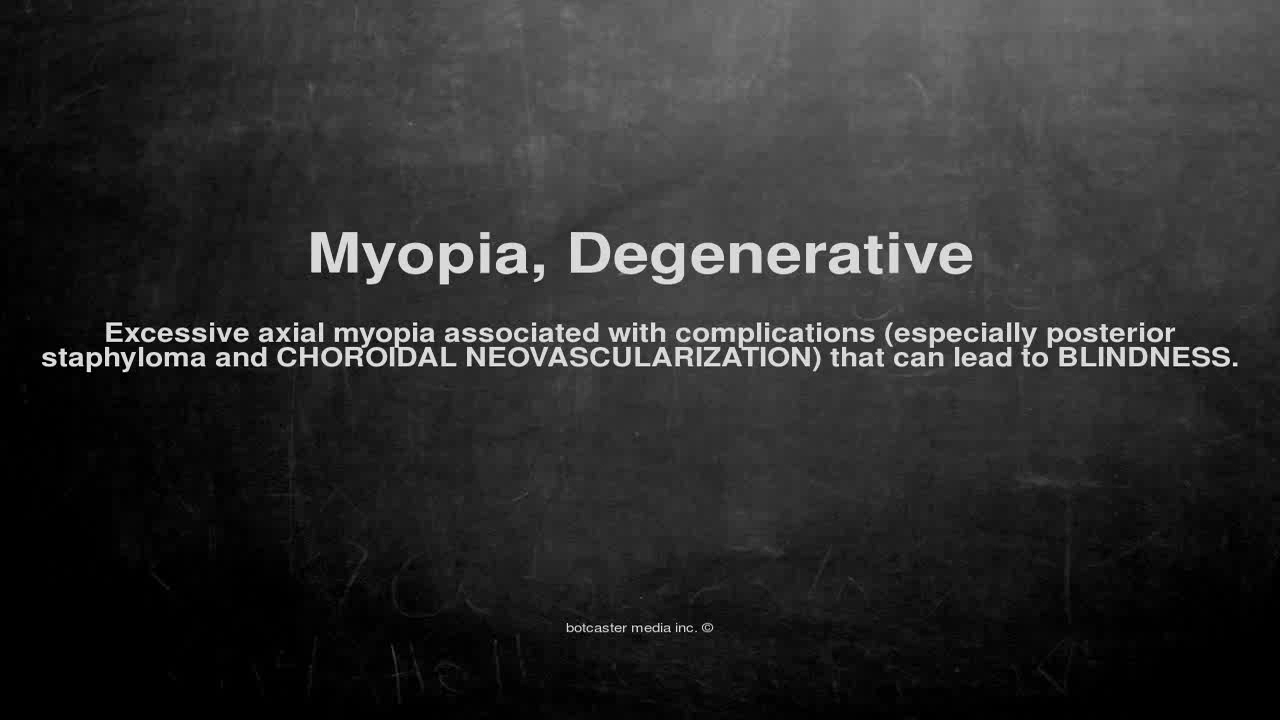 Myopia, Degenerative
Excessive axial myopia associated with complications (especially posterior
staphyloma and CHOROIDAL NEOVASCULARIZATION) that can lead to BLINDNESS.
botcaster media inc. ©